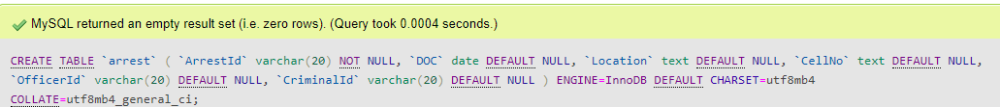 MySQL returned an empty result set (i.e. zero rows). (Query took 0.0004 seconds.)
CREATE TABLE `arrest` ( `ArrestId` varchar(20) NOT NULL, `DOC` date DEFAULT NULL, `Location` text DEFAULT NULL, `CellNo` text DEFAULT NULL,
`OfficerId` varchar(20) DEFAULT NULL, `CriminalId` varchar(20) DEFAULT NULL ) ENGINE=InnoDB DEFAULT CHARSET=utf8mb4
COLLATE=utf8mb4_general_ci;